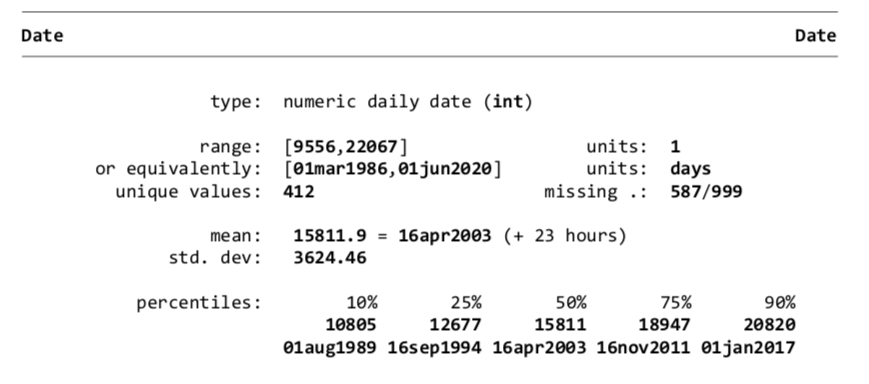 Date Date
type: numeric daily date (int)
range: [9556,22067] units: 1
or equivalently: [01mar1986,01jun2020] units: days
unique values: 412 missing .: 587/999
mean: 15811.9 = 16apr2003 (+ 23 hours)
std. dev: 3624.46
percentiles: 10% 25% 50% 75% 90%
10805 12677 15811 18947 20820
01aug1989 16sep1994 16apr2003 16nov2011 01jan2017